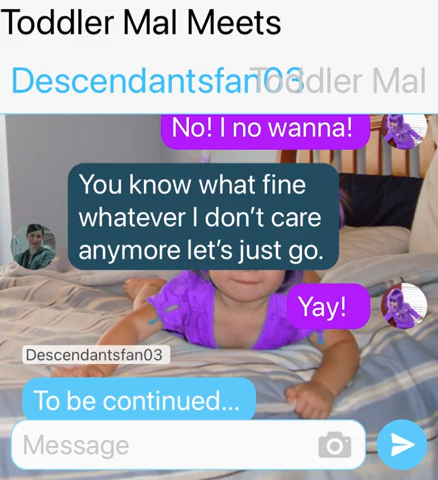 Toddler Mal Meets
Descendantsfan03
Toddler Mal
No! I no wanna!
You know what fine
whatever I don't care
anymore let's just go.
Yay!
Descendantsfan03
To be continued...
Message